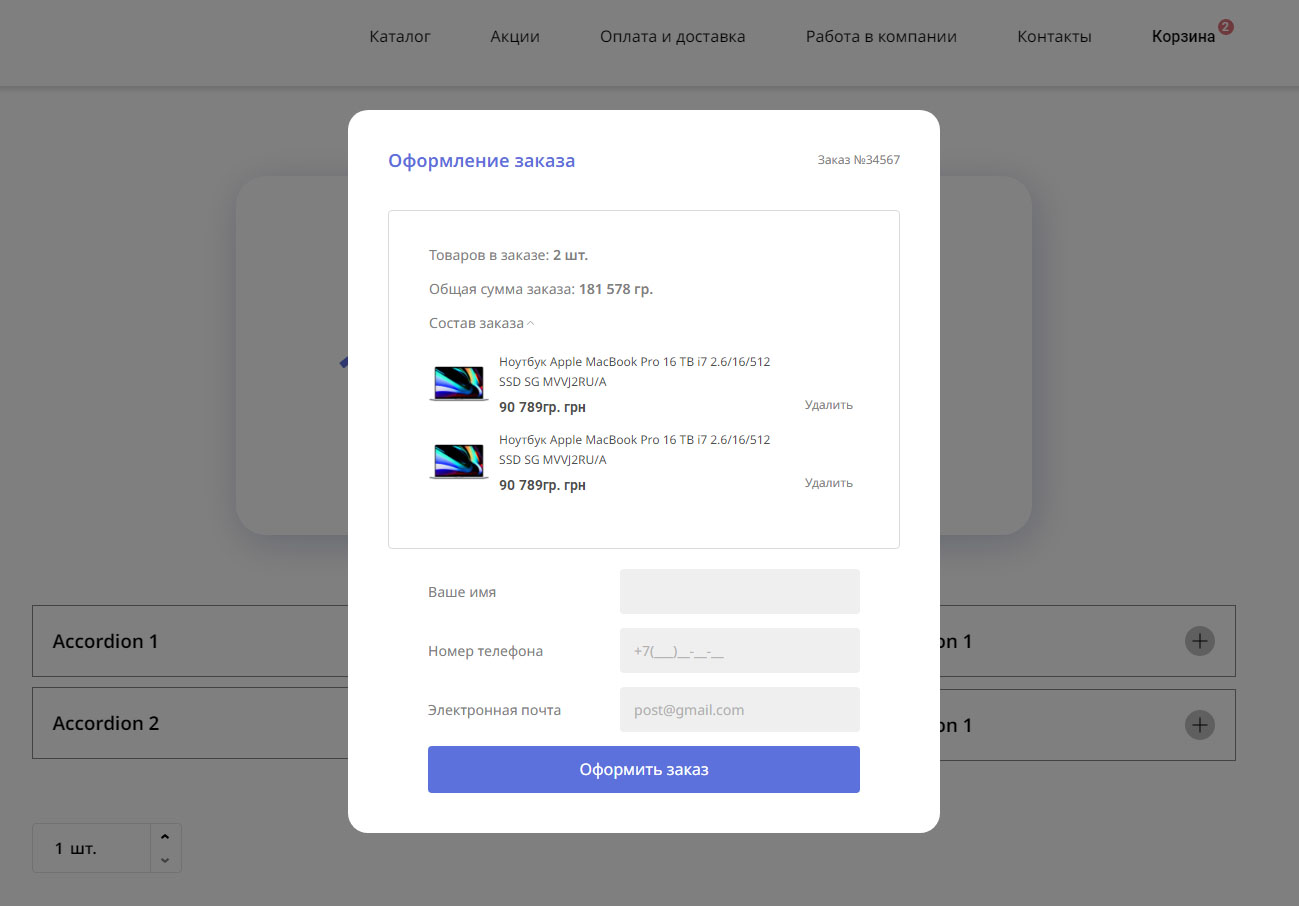 Каталог
Акции
Оплата и доставка
Работа в компании
Контакты
Корзина
2
Оформление заказа
Заказ №34567
Товаров в заказе: 2 шт.
Общая сумма заказа: 181 578 гр.
Состав заказа
Ноутбук Apple MacBook Pro 16 TB i7 2.6/16/512
SSD SG MVVJ2RU/A
90 789гр. грн
Удалить
Ноутбук Apple MacBook Pro 16 TB i7 2.6/16/512
SSD SG MVVJ2RU/A
90 789гр. грн
Удалить
Ваше имя
Номер телефона
+7(___)__-__-__
Электронная почта
post@gmail.com
Оформить заказ
Accordion 1
on 1
Accordion 2
on 1
1 шт.